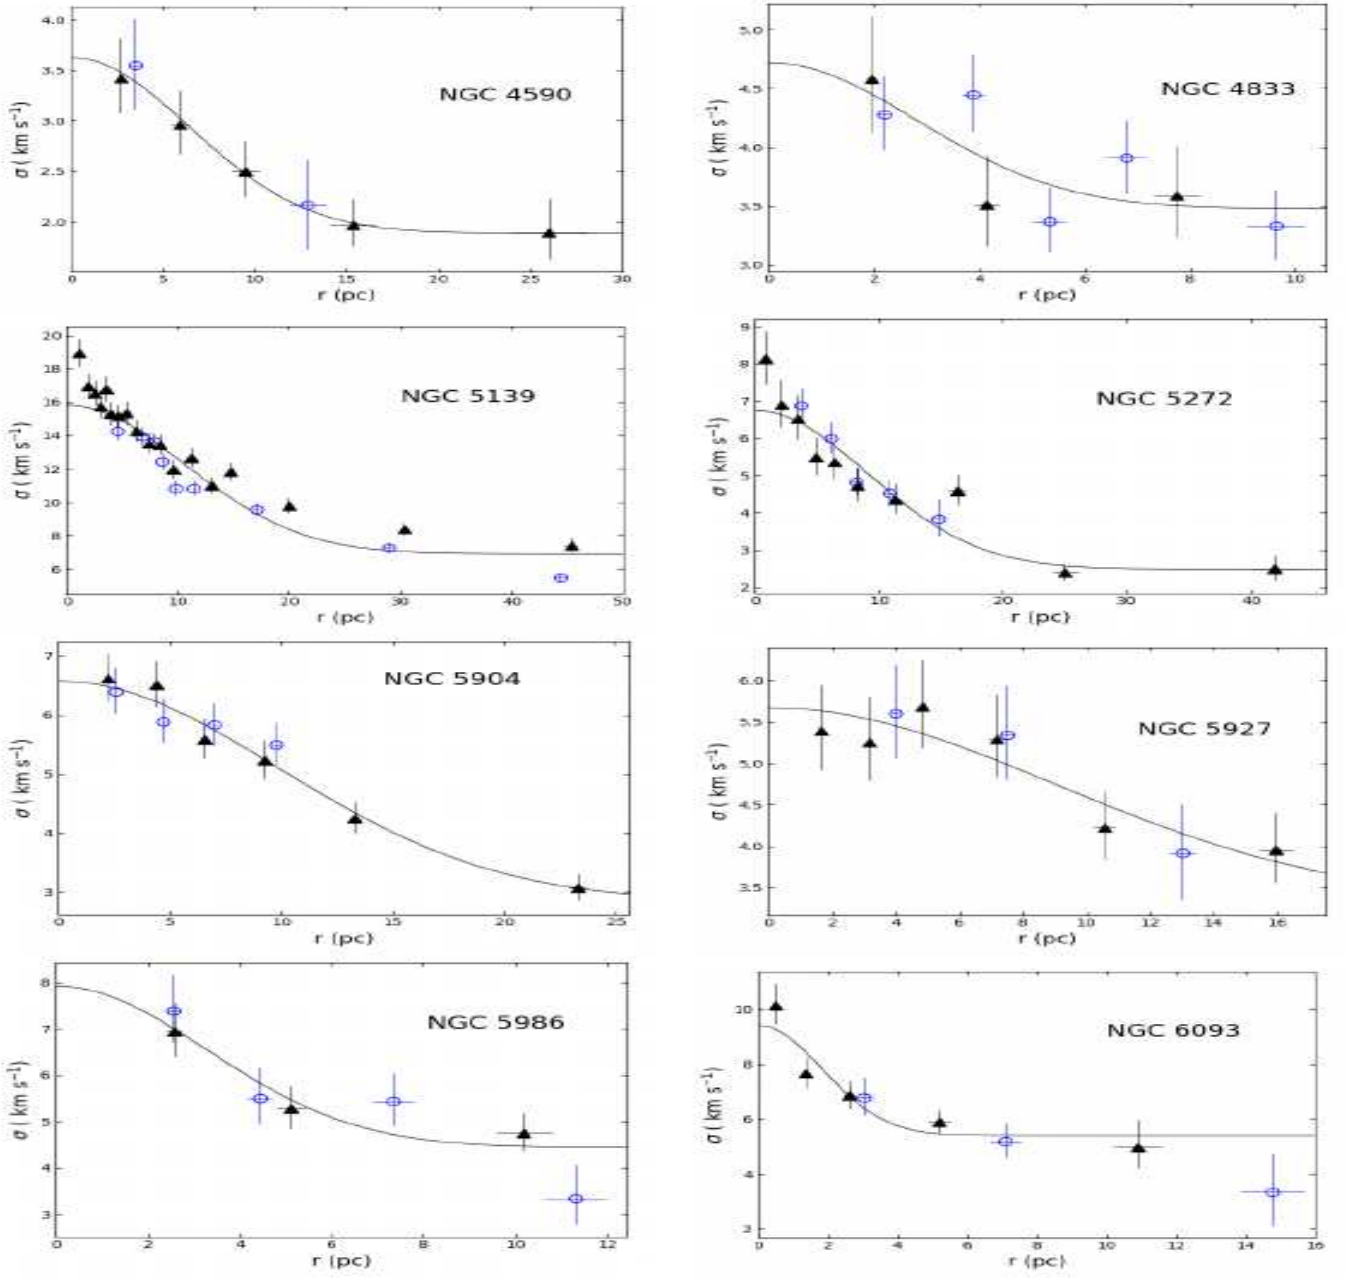 4.0
3.5
3.0
2.5
2.0
σ ( km s⁻¹)
NGC 4590
0 5 10 15 20 25 30
r (pc)
5.0
4.5
4.0
3.5
3.0
σ ( km s⁻¹)
NGC 4833
0 2 4 6 8 10
r (pc)
20
18
16
14
12
10
8
6
σ ( km s⁻¹)
NGC 5139
0 10 20 30 40 50
r (pc)
9
8
7
6
5
4
3
2
σ ( km s⁻¹)
NGC 5272
0 10 20 30 40
r (pc)
7
6
5
4
3
σ ( km s⁻¹)
NGC 5904
0 5 10 15 20 25
r (pc)
6.0
5.5
5.0
4.5
4.0
3.5
σ ( km s⁻¹)
NGC 5927
0 2 4 6 8 10 12 14 16
r (pc)
8
7
6
5
4
3
σ ( km s⁻¹)
NGC 5986
0 2 4 6 8 10 12
r (pc)
10
8
6
4
2
σ ( km s⁻¹)
NGC 6093
0 2 4 6 8 10 12 14 16
r (pc)